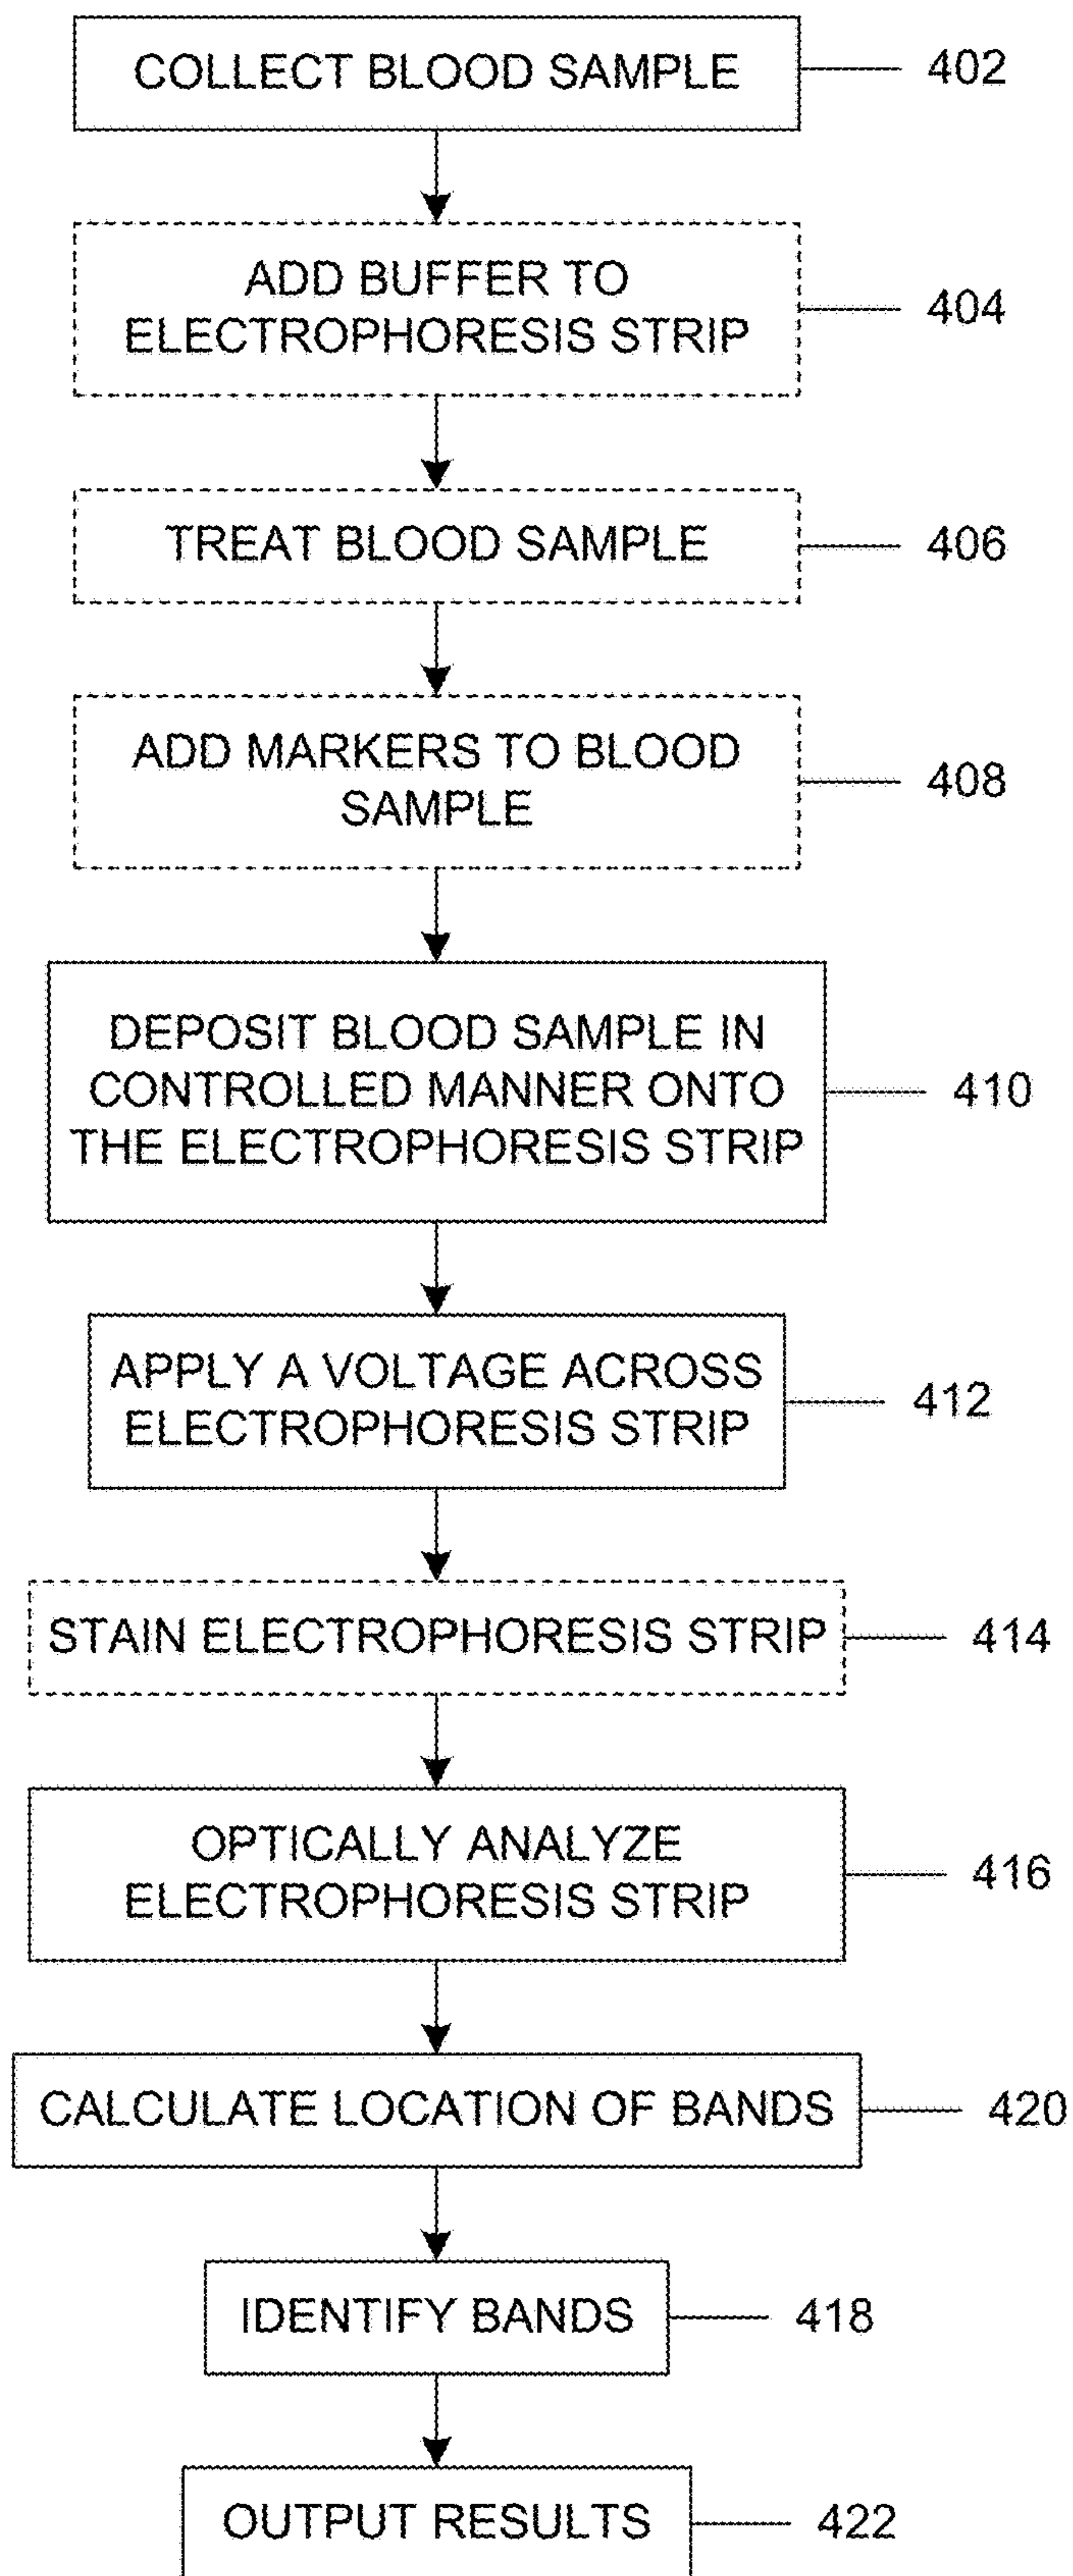 COLLECT BLOOD SAMPLE
402
ADD BUFFER TO
ELECTROPHORESIS STRIP
404
TREAT BLOOD SAMPLE
406
ADD MARKERS TO BLOOD
SAMPLE
408
DEPOSIT BLOOD SAMPLE IN
CONTROLLED MANNER ONTO
THE ELECTROPHORESIS STRIP
410
APPLY A VOLTAGE ACROSS
ELECTROPHORESIS STRIP
412
STAIN ELECTROPHORESIS STRIP
414
OPTICALLY ANALYZE
ELECTROPHORESIS STRIP
416
CALCULATE LOCATION OF BANDS
420
IDENTIFY BANDS
418
OUTPUT RESULTS
422